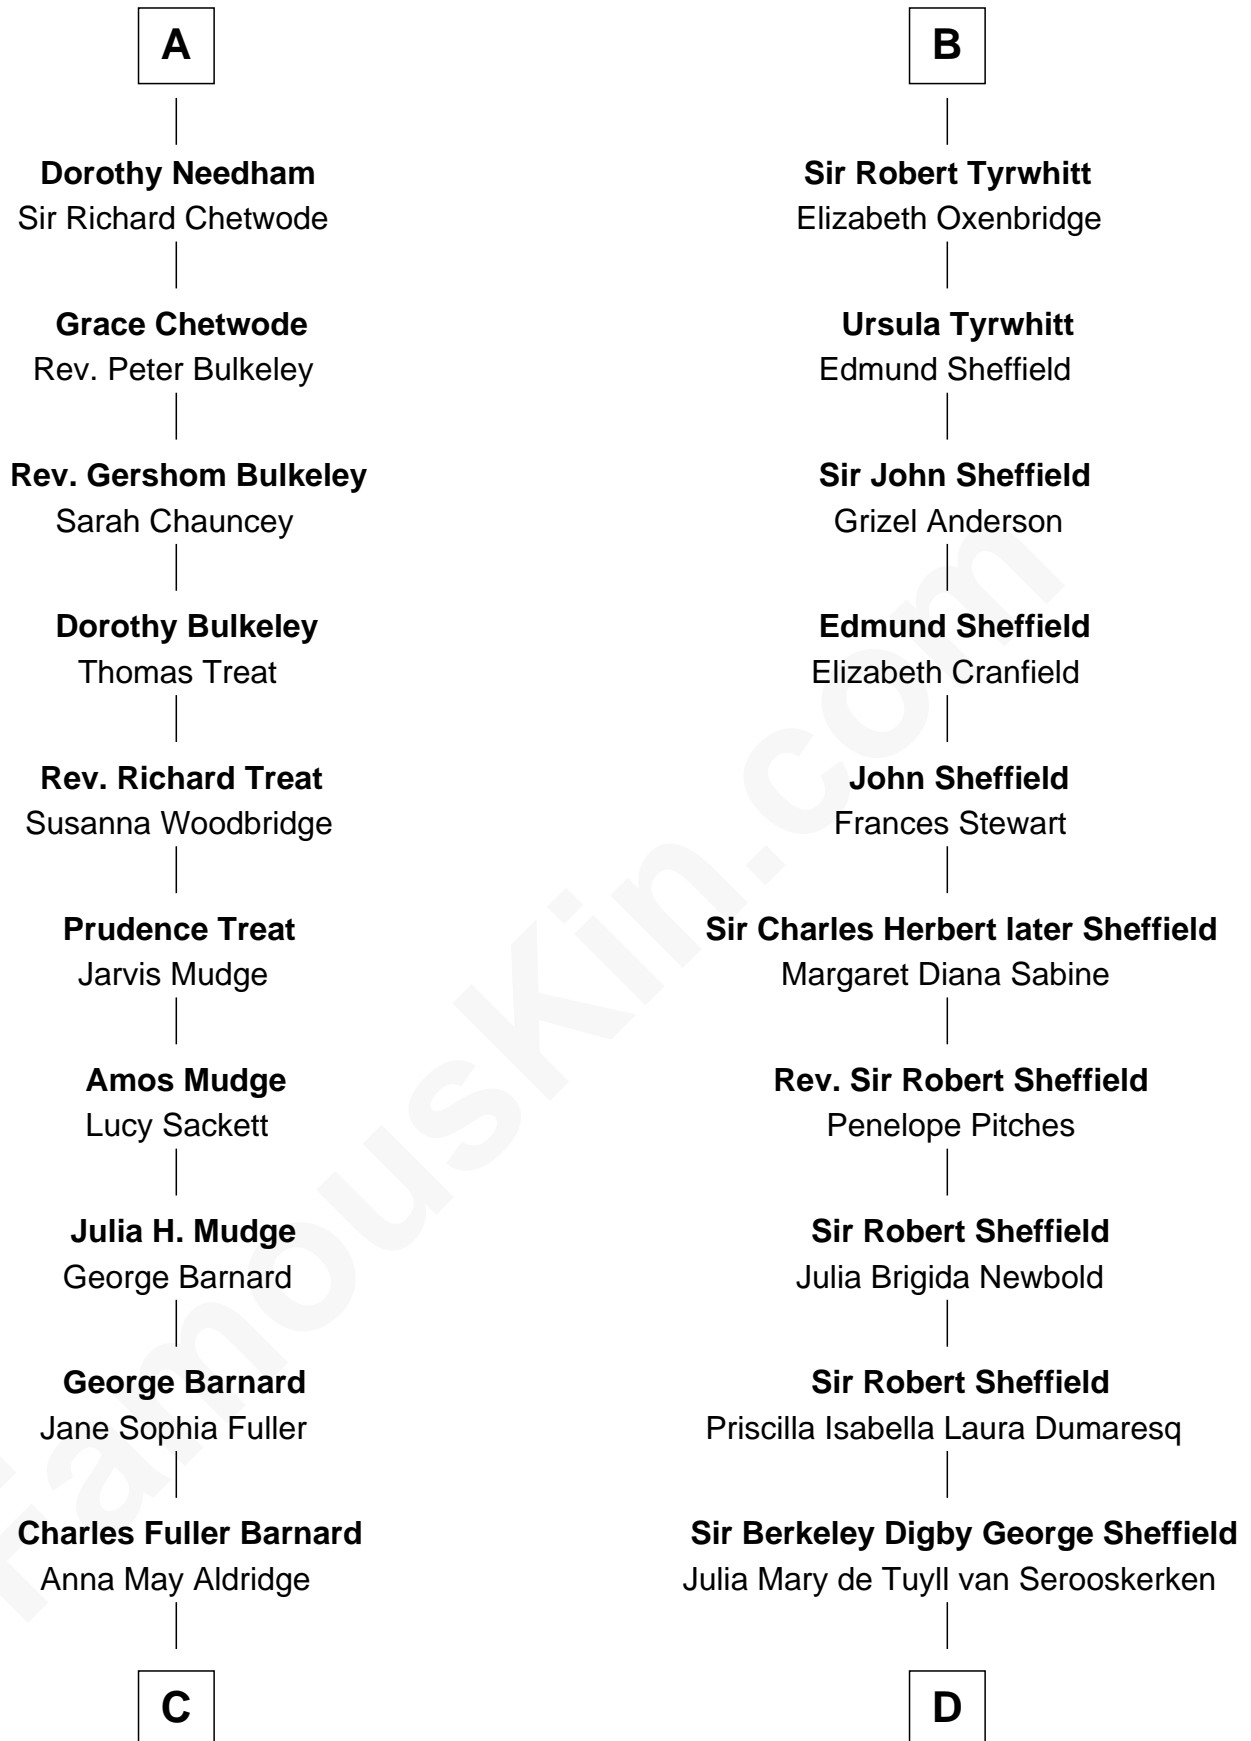 A
Dorothy Needham
Sir Richard Chetwode
Grace Chetwode
Rev. Peter Bulkeley
Rev. Gershom Bulkeley
Sarah Chauncey
Dorothy Bulkeley
Thomas Treat
Rev. Richard Treat
Susanna Woodbridge
Prudence Treat
Jarvis Mudge
Amos Mudge
Lucy Sackett
Julia H. Mudge
George Barnard
George Barnard
Jane Sophia Fuller
Charles Fuller Barnard
Anna May Aldridge
C
B
Sir Robert Tyrwhitt
Elizabeth Oxenbridge
Ursula Tyrwhitt
Edmund Sheffield
Sir John Sheffield
Grizel Anderson
Edmund Sheffield
Elizabeth Cranfield
John Sheffield
Frances Stewart
Sir Charles Herbert later Sheffield
Margaret Diana Sabine
Rev. Sir Robert Sheffield
Penelope Pitches
Sir Robert Sheffield
Julia Brigida Newbold
Sir Robert Sheffield
Priscilla Isabella Laura Dumaresq
Sir Berkeley Digby George Sheffield
Julia Mary de Tuyll van Serooskerken
D
FamousKin.com